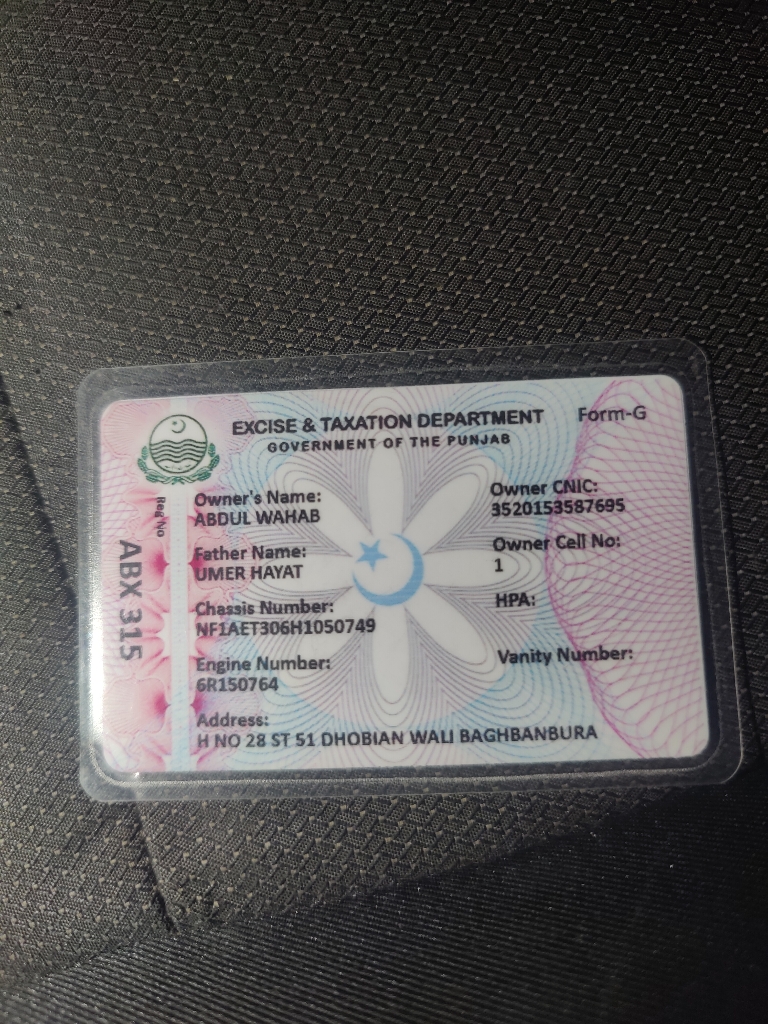 EXCISE & TAXATION DEPARTMENT
GOVERNMENT OF THE PUNJAB
Form-G
Reg No
ABX 315
Owner's Name:
ABDUL WAHAB
Owner CNIC:
3520153587695
Father Name:
UMER HAYAT
Owner Cell No:
1
Chassis Number:
NF1AET306H1050749
HPA:
Engine Number:
6R150764
Vanity Number:
Address:
H NO 28 ST 51 DHOBIAN WALI BAGHBANBURA